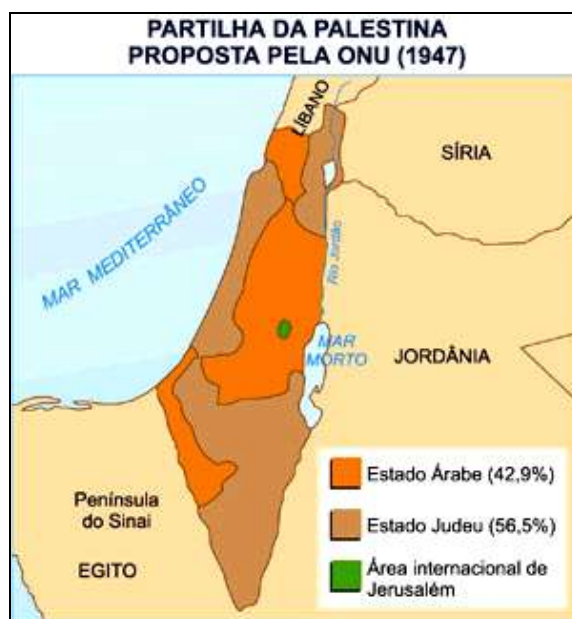 PARTILHA DA PALESTINA
PROPOSTA PELA ONU (1947)
LÍBANO
SÍRIA
MAR MEDITERRÂNEO
Rio Jordão
MAR
MORTO
JORDÂNIA
Península
do Sinai
EGITO
Estado Árabe (42,9%)
Estado Judeu (56,5%)
Área internacional de
Jerusalém